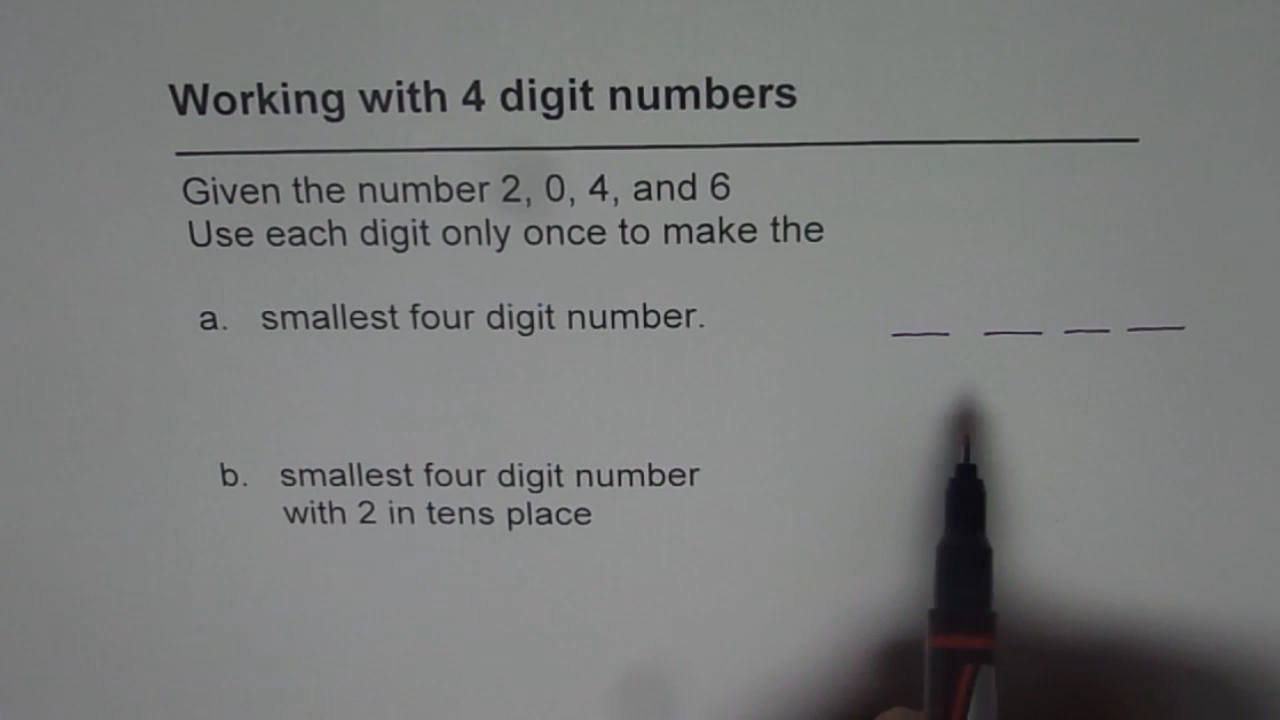 Working with 4 digit numbers
Given the number 2, 0, 4, and 6
Use each digit only once to make the
a. smallest four digit number.
b. smallest four digit number
with 2 in tens place